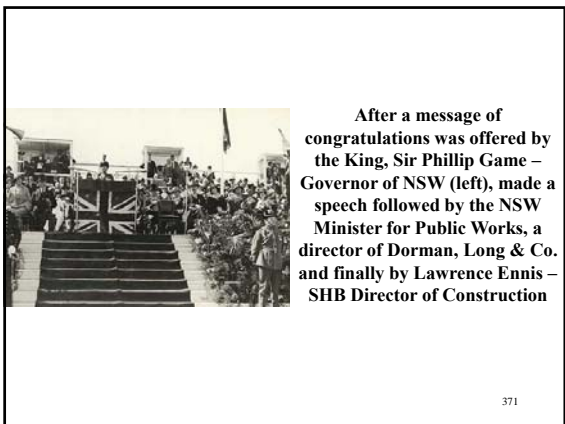 After a message of
congratulations was offered by
the King, Sir Phillip Game –
Governor of NSW (left), made a
speech followed by the NSW
Minister for Public Works, a
director of Dorman, Long & Co.
and finally by Lawrence Ennis –
SHB Director of Construction
371